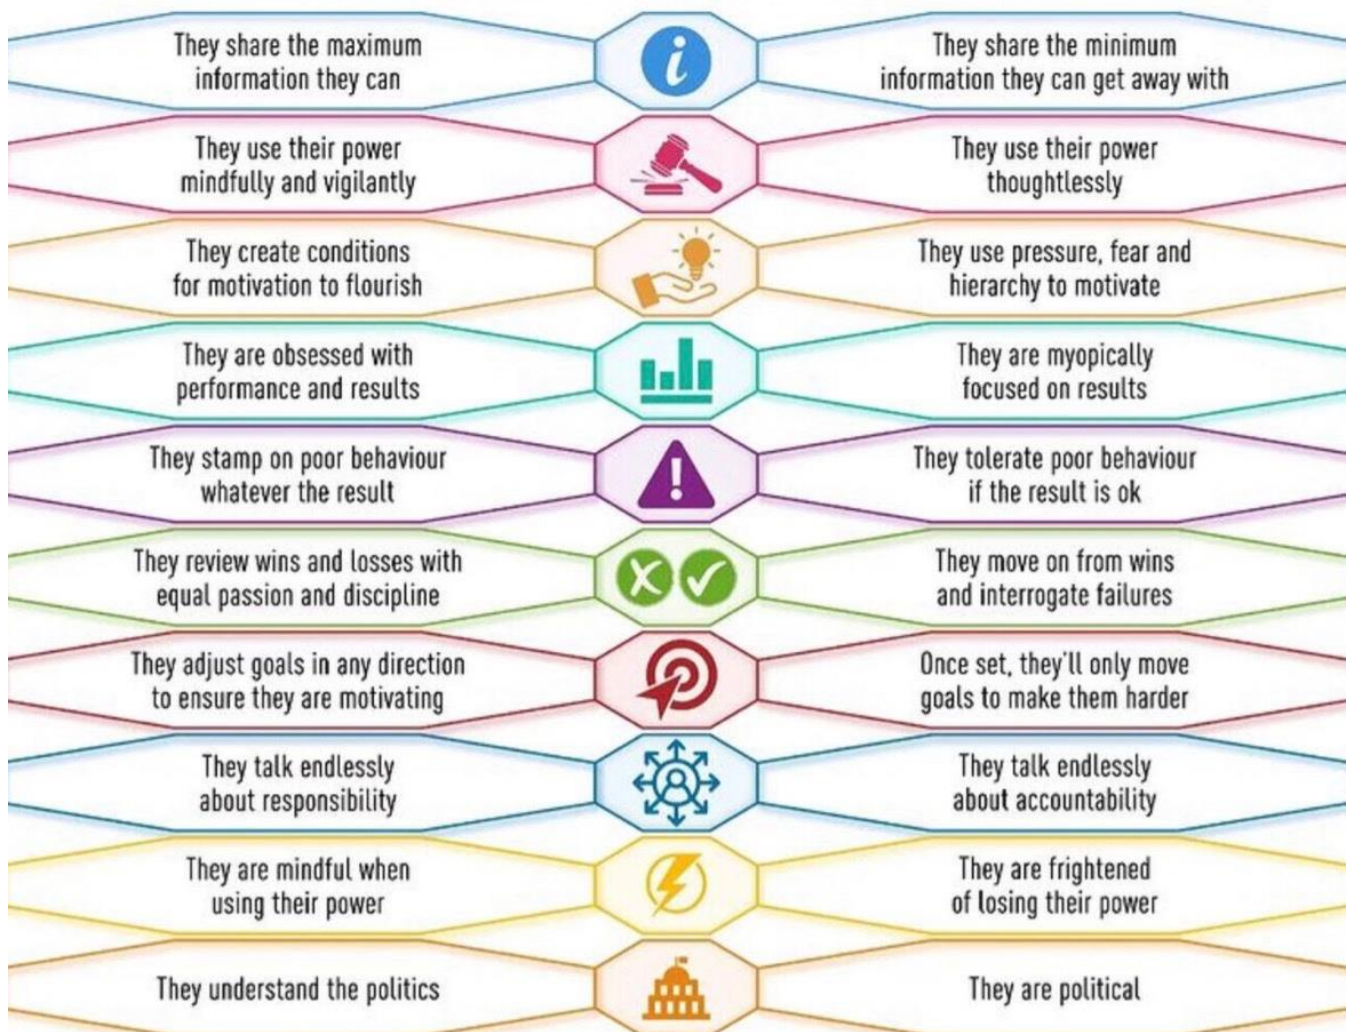 They share the maximum
information they can
They share the minimum
information they can get away with
They use their power
mindfully and vigilantly
They use their power
thoughtlessly
They create conditions
for motivation to flourish
They use pressure, fear and
hierarchy to motivate
They are obsessed with
performance and results
They are myopically
focused on results
They stamp on poor behaviour
whatever the result
They tolerate poor behaviour
if the result is ok
They review wins and losses with
equal passion and discipline
They move on from wins
and interrogate failures
They adjust goals in any direction
to ensure they are motivating
Once set, they'll only move
goals to make them harder
They talk endlessly
about responsibility
They talk endlessly
about accountability
They are mindful when
using their power
They are frightened
of losing their power
They understand the politics
They are political